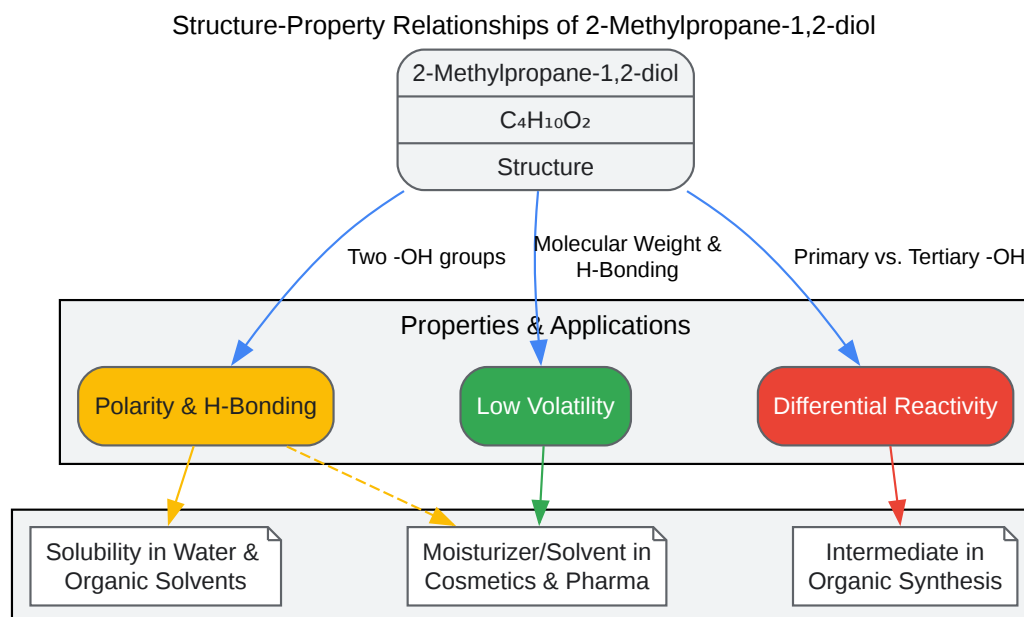 Structure-Property Relationships of 2-Methylpropane-1,2-diol
2-Methylpropane-1,2-diol
C₄H₁₀O₂
Structure
Two -OH groups
Molecular Weight &
H-Bonding
Primary vs. Tertiary -OH
Properties & Applications
Polarity & H-Bonding
Low Volatility
Differential Reactivity
Solubility in Water &
Organic Solvents
Moisturizer/Solvent in
Cosmetics & Pharma
Intermediate in
Organic Synthesis